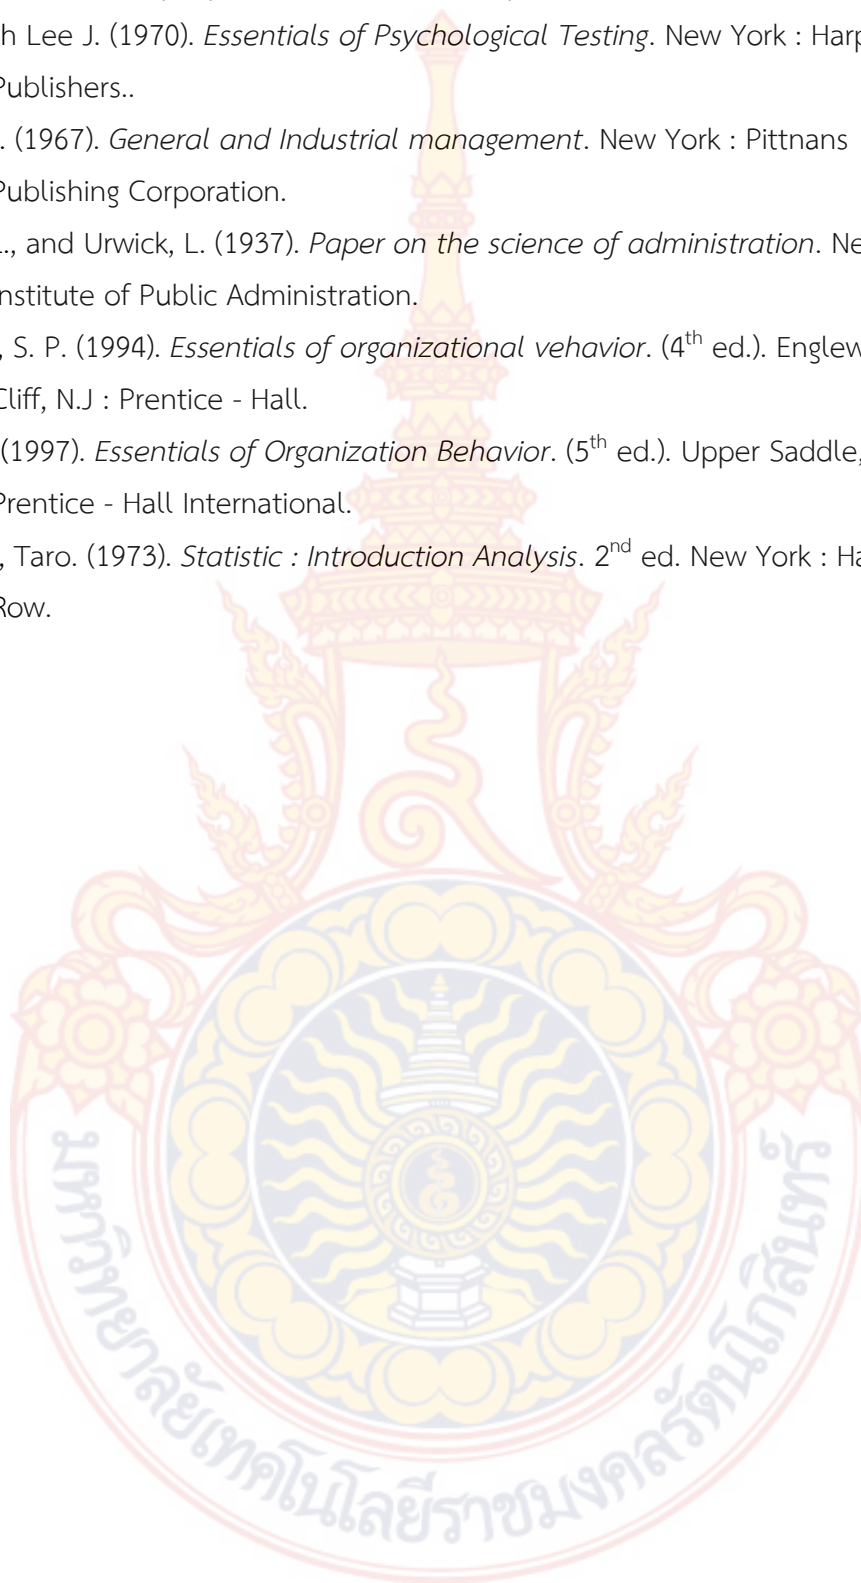 h Lee J. (1970). Essentials of Psychological Testing. New York : Harp
Publishers..
. (1967). General and Industrial management. New York : Pittnans
Publishing Corporation.
., and Urwick, L. (1937). Paper on the science of administration. Ne
nstitute of Public Administration.
, S. P. (1994). Essentials of organizational vehavior. (4th ed.). Englew
Cliff, N.J : Prentice - Hall.
(1997). Essentials of Organization Behavior. (5th ed.). Upper Saddle,
Prentice - Hall International.
, Taro. (1973). Statistic : Introduction Analysis. 2nd ed. New York : Ha
Row.
มหาวิทยาลัยเทคโนโลยีราชมงคลรัตนโกสินทร์